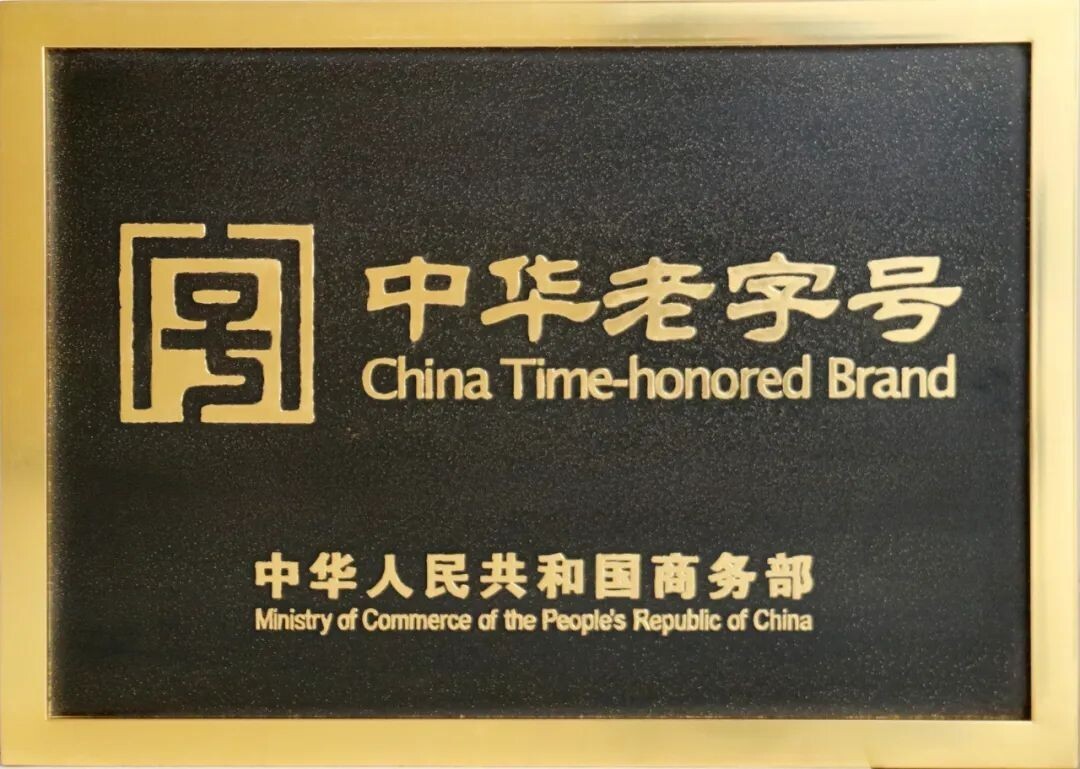 中华老字号
China Time-honored Brand
中华人民共和国商务部
Ministry of Commerce of the People's Republic of China